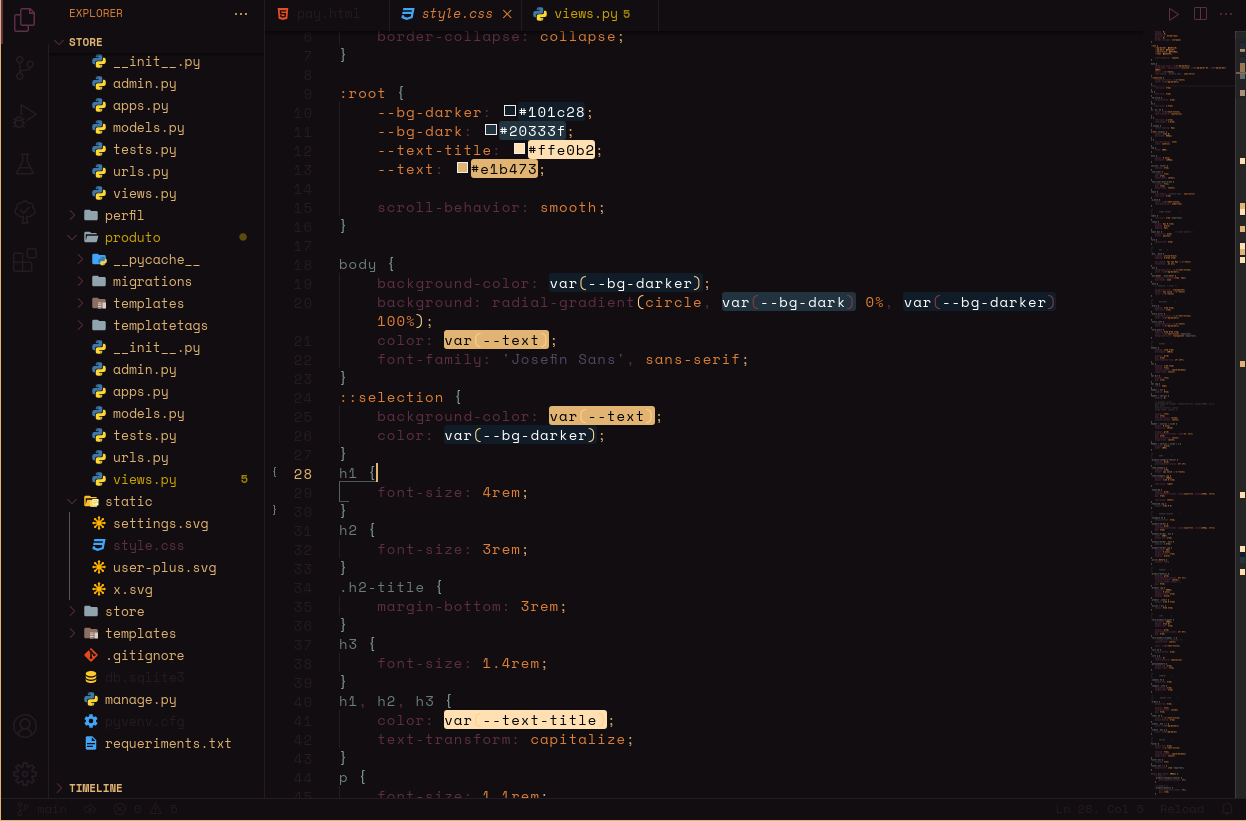 EXPLORER
STORE
__init__.py
admin.py
apps.py
models.py
tests.py
urls.py
views.py
perfil
produto
__pycache__
migrations
templates
templatetags
__init__.py
admin.py
apps.py
models.py
tests.py
urls.py
views.py 5
static
settings.svg
style.css
user-plus.svg
x.svg
store
templates
.gitignore
db.sqlite3
manage.py
pyvenv.cfg
requeriments.txt
TIMELINE
pay.html
style.css
views.py 5
6 border-collapse: collapse;
7 }
8
9 :root {
10 --bg-darker: #101c28;
11 --bg-dark: #20333f;
12 --text-title: #ffe0b2;
13 --text: #e1b473;
14
15 scroll-behavior: smooth;
16 }
17
18 body {
19 background-color: var(--bg-darker);
20 background: radial-gradient(circle, var(--bg-dark) 0%, var(--bg-darker)
100%);
21 color: var(--text);
22 font-family: 'Josefin Sans', sans-serif;
23 }
24 ::selection {
25 background-color: var(--text);
26 color: var(--bg-darker);
27 }
{ 28 h1 {
29 font-size: 4rem;
} 30 }
31 h2 {
32 font-size: 3rem;
33 }
34 .h2-title {
35 margin-bottom: 3rem;
36 }
37 h3 {
38 font-size: 1.4rem;
39 }
40 h1, h2, h3 {
41 color: var(--text-title);
42 text-transform: capitalize;
43 }
44 p {
45 font-size: 1.1rem;
main 0 5
Ln 28, Col 5 Reload